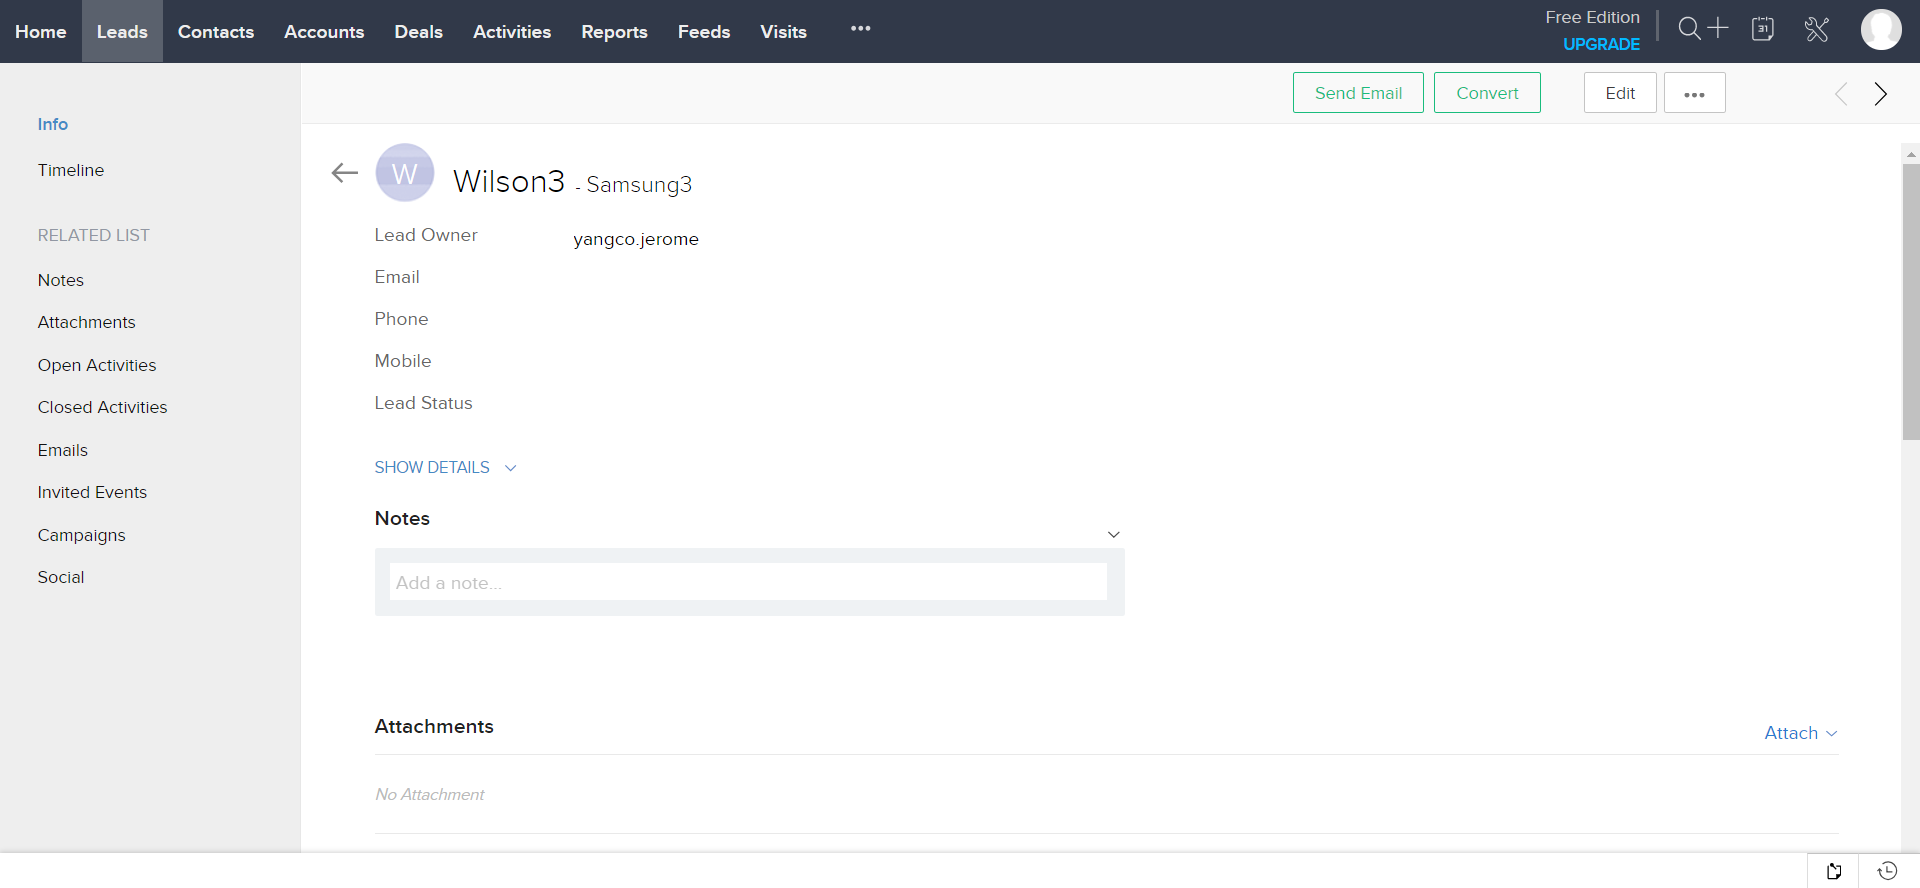 Home Leads Contacts Accounts Deals Activities Reports Feeds Visits
Free Edition
UPGRADE
31
Send Email Convert Edit
Info
Timeline
RELATED LIST
Notes
Attachments
Open Activities
Closed Activities
Emails
Invited Events
Campaigns
Social
W
Wilson3 - Samsung3
Lead Owner yangco.jerome
Email
Phone
Mobile
Lead Status
SHOW DETAILS
Notes
Add a note...
Attachments
Attach
No Attachment